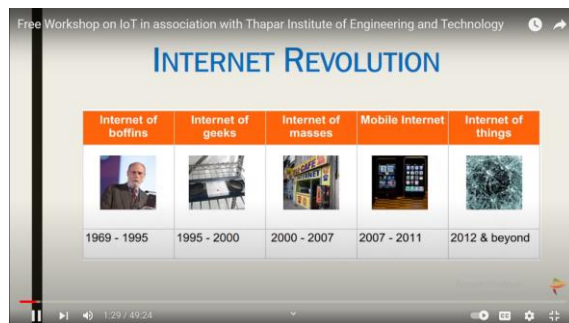 Free Workshop on IoT in association with Thapar Institute of Engineering and Technology
INTERNET REVOLUTION
Internet of boffins
Internet of geeks
Internet of masses
Mobile Internet
Internet of things
1969 - 1995
1995 - 2000
2000 - 2007
2007 - 2011
2012 & beyond
1:29 / 49:24
CC